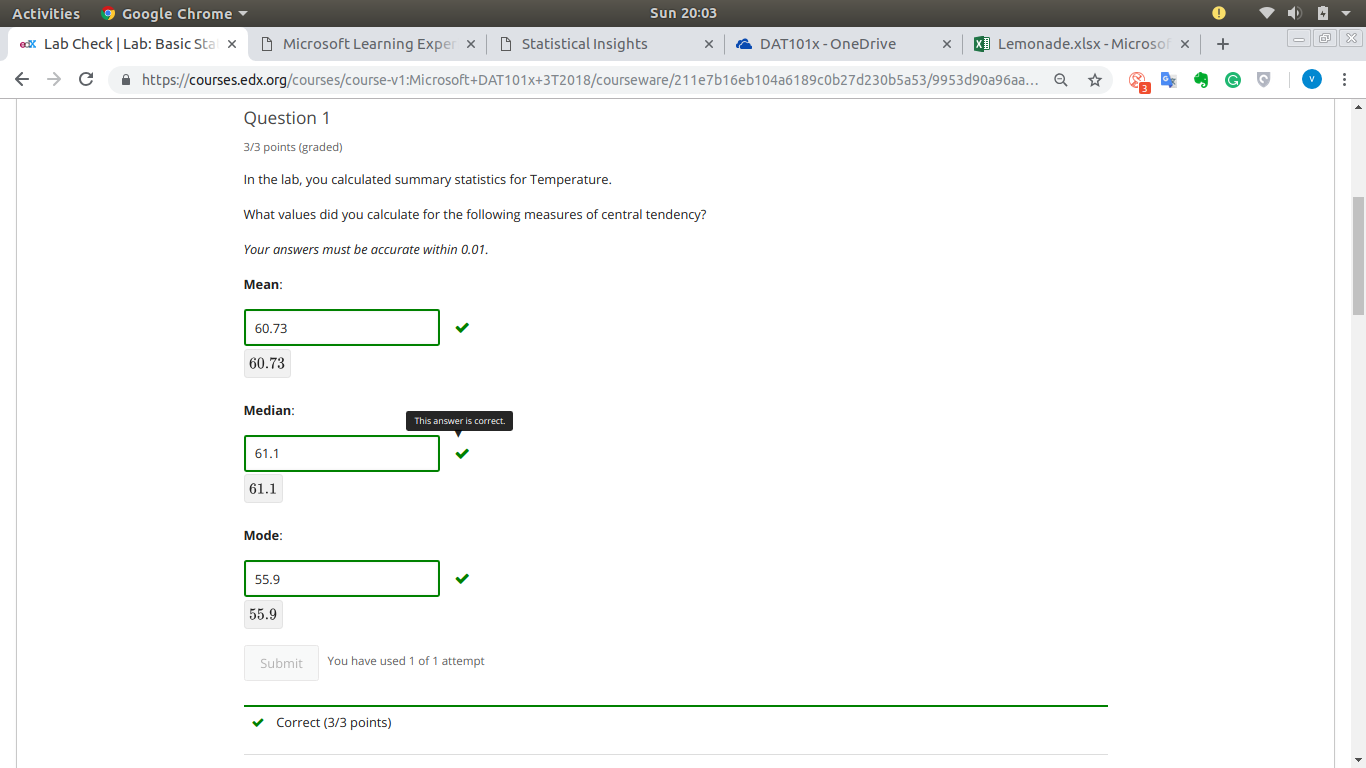 Activities
Google Chrome
Sun 20:03
edX Lab Check | Lab: Basic Sta
Microsoft Learning Exper
Statistical Insights
DAT101x - OneDrive
Lemonade.xlsx - Microsof
https://courses.edx.org/courses/course-v1:Microsoft+DAT101x+3T2018/courseware/211e7b16eb104a6189c0b27d230b5a53/9953d90a96aa...
3
V
Question 1
3/3 points (graded)
In the lab, you calculated summary statistics for Temperature.
What values did you calculate for the following measures of central tendency?
Your answers must be accurate within 0.01.
Mean:
60.73
60.73
Median:
This answer is correct.
61.1
61.1
Mode:
55.9
55.9
Submit
You have used 1 of 1 attempt
Correct (3/3 points)